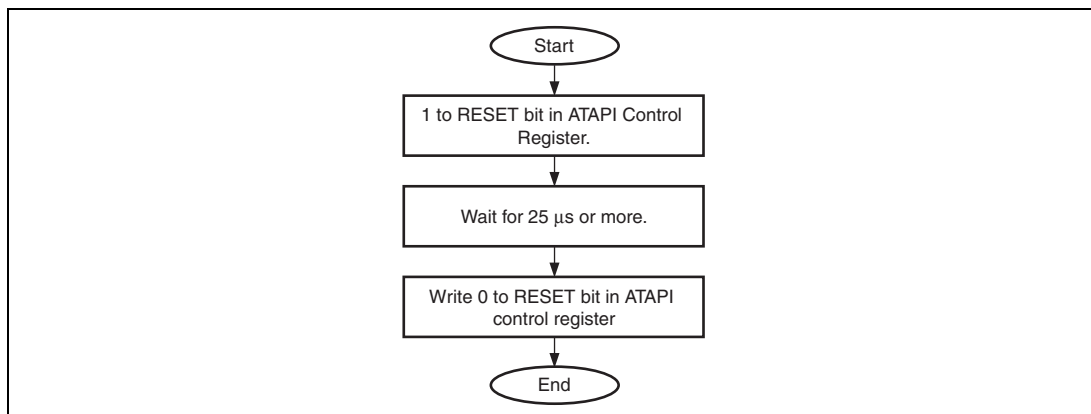 Start
1 to RESET bit in ATAPI Control
Register.
Wait for 25 μs or more.
Write 0 to RESET bit in ATAPI
control register
End